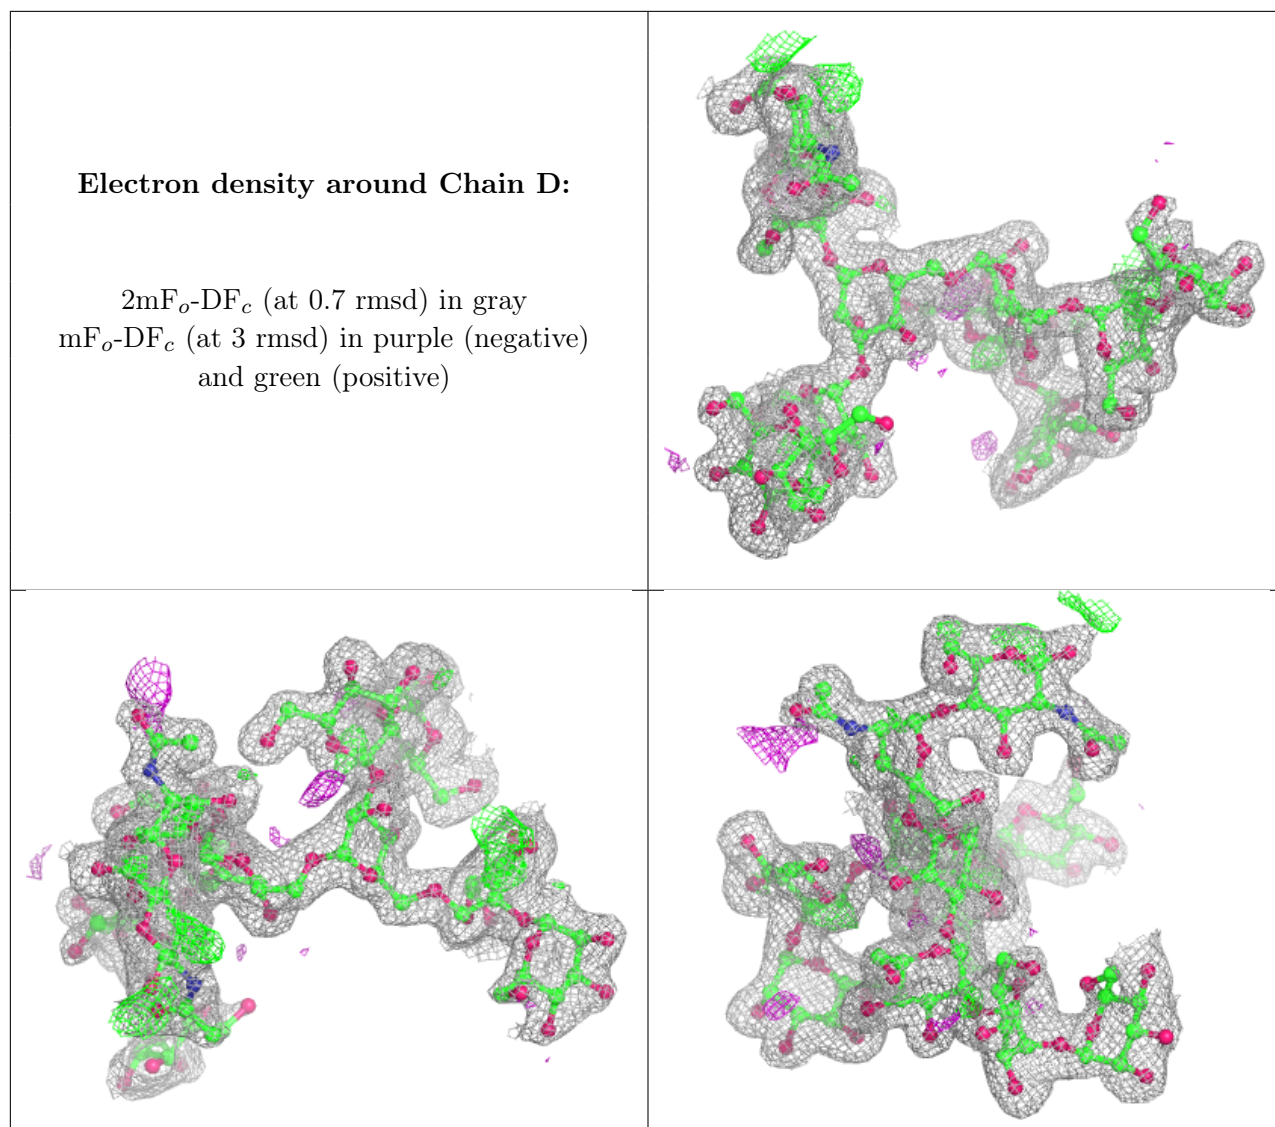 Electron density around Chain D:
2mFₒ-DF𝒸 (at 0.7 rmsd) in gray
mFₒ-DF𝒸 (at 3 rmsd) in purple (negative)
and green (positive)